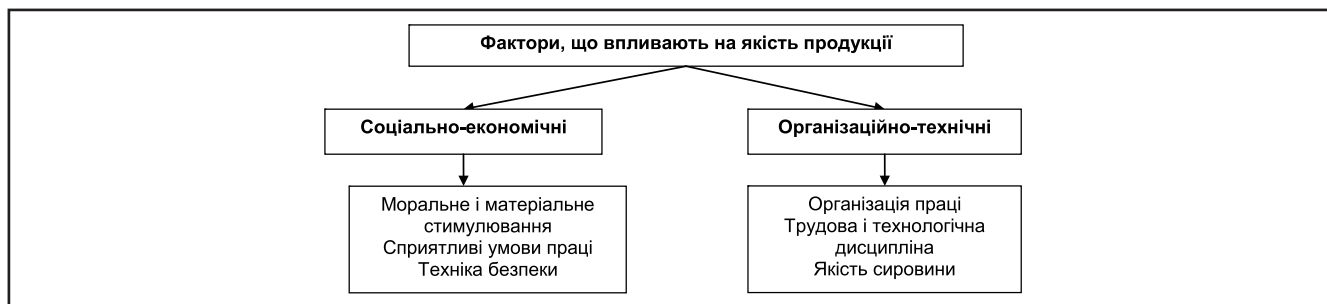 Фактори, що впливають на якість продукції
Соціально-економічні
Організаційно-технічні
Моральне і матеріальне
стимулювання
Сприятливі умови праці
Техніка безпеки
Організація праці
Трудова і технологічна
дисципліна
Якість сировини